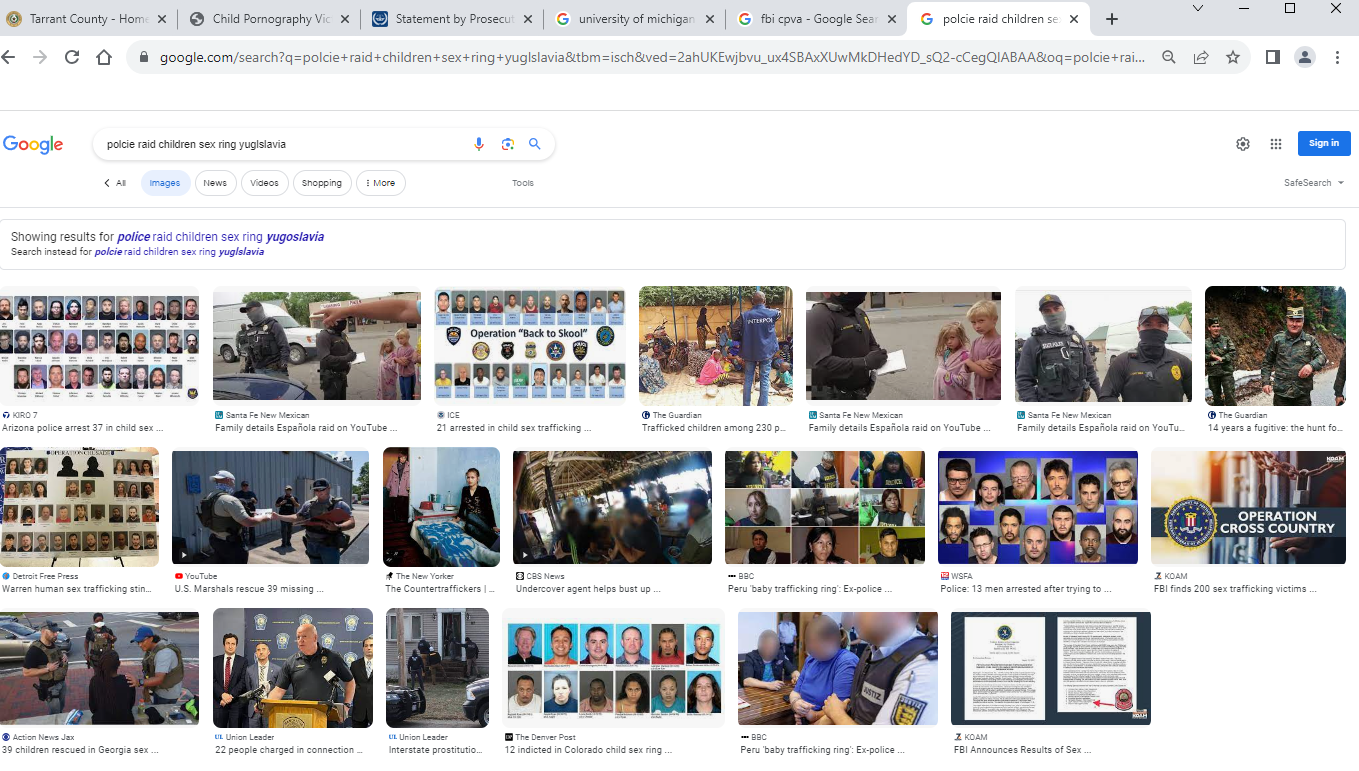 Tarrant County - Home
Child Pornography Vic
Statement by Prosecut
university of michigan
fbi cpva - Google Sear
polcie raid children se
google.com/search?q=polcie+raid+children+sex+ring+yuglslavia&tbm=isch&ved=2ahUKEwjbvu_ux4SBAxXUwMkDHedYD_sQ2-cCegQIABAA&oq=polcie+rai...
Google
polcie raid children sex ring yuglslavia
Sign in
All
Images
News
Videos
Shopping
More
Tools
SafeSearch
Showing results for police raid children sex ring yugoslavia
Search instead for polcie raid children sex ring yuglslavia
Operation "Back to Skool"
INTERPOL
KIRO 7
Arizona police arrest 37 in child sex ...
Santa Fe New Mexican
Family details Española raid on YouTube ...
ICE
21 arrested in child sex trafficking ...
The Guardian
Trafficked children among 230 p...
Santa Fe New Mexican
Family details Española raid on YouTube ...
Santa Fe New Mexican
Family details Española raid on YouTu...
The Guardian
14 years a fugitive: the hunt fo...
KOAM
OPERATION
CROSS COUNTRY
Detroit Free Press
Warren human sex trafficking stin...
YouTube
U.S. Marshals rescue 39 missing ...
The New Yorker
The Countertraffickers | ...
CBS News
Undercover agent helps bust up ...
BBC
Peru 'baby trafficking ring': Ex-police ...
WSFA
Police: 13 men arrested after trying to ...
KOAM
FBI finds 200 sex trafficking victims ...
JUSTIZ
KOAM
Action News Jax
39 children rescued in Georgia sex ...
Union Leader
22 people charged in connection ...
Union Leader
Interstate prostitutio...
The Denver Post
12 indicted in Colorado child sex ring ...
BBC
Peru 'baby trafficking ring': Ex-police ...
KOAM
FBI Announces Results of Sex ...